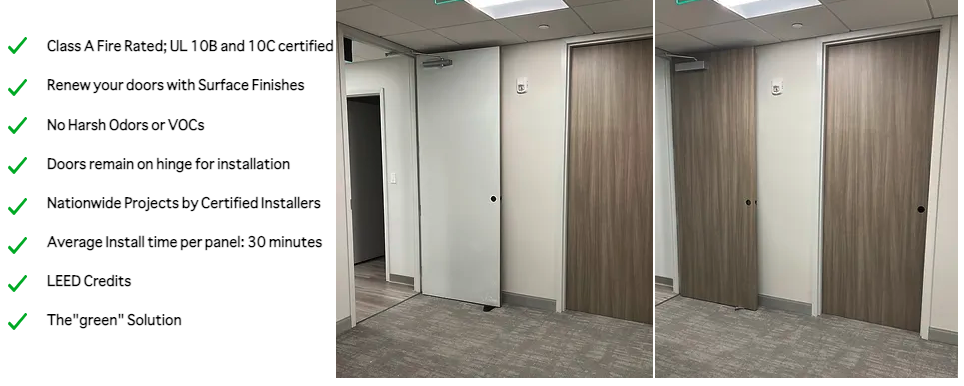 Class A Fire Rated; UL 10B and 10C certified
Renew your doors with Surface Finishes
No Harsh Odors or VOCs
Doors remain on hinge for installation
Nationwide Projects by Certified Installers
Average Install time per panel: 30 minutes
LEED Credits
The"green" Solution